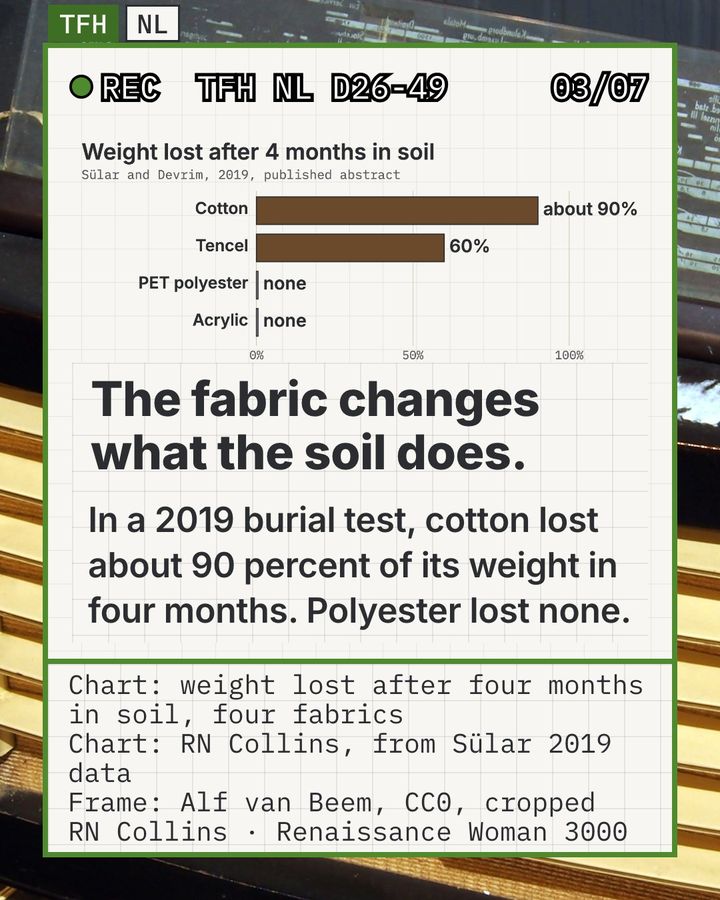 TFH NL
REC TFH NL D26-49 03/07
Weight lost after 4 months in soil
Sülar and Devrim, 2019, published abstract
Cotton about 90%
Tencel 60%
PET polyester none
Acrylic none
0% 50% 100%
The fabric changes
what the soil does.
In a 2019 burial test, cotton lost
about 90 percent of its weight in
four months. Polyester lost none.
Chart: weight lost after four months
in soil, four fabrics
Chart: RN Collins, from Sülar 2019
data
Frame: Alf van Beem, CC0, cropped
RN Collins · Renaissance Woman 3000